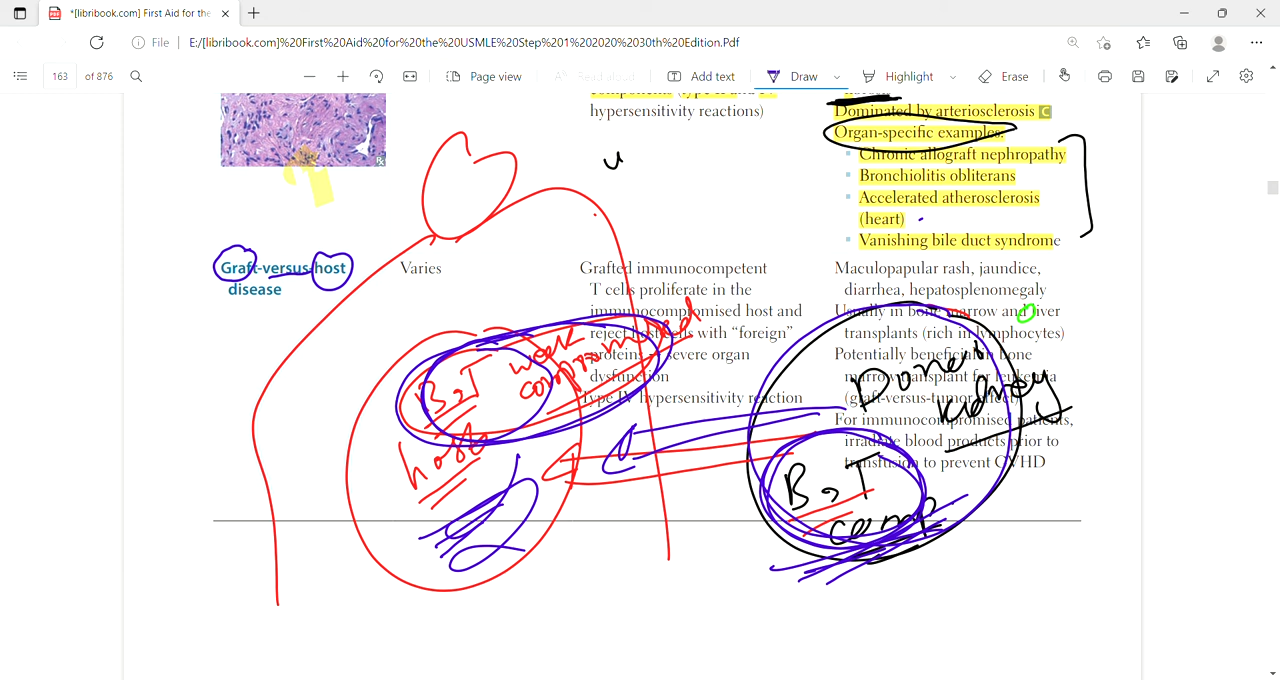 *[libribook.com] First Aid for the
File E:/[libribook.com]%20First%20Aid%20for%20the%20USMLE%20Step%201%202020%2030th%20Edition.Pdf
163 of 876 Page view Read aloud Add text Draw Highlight Erase
hypersensitivity reactions)
Dominated by arteriosclerosis C
Organ-specific examples:
Chronic allograft nephropathy
Bronchiolitis obliterans
Accelerated atherosclerosis
(heart)
Vanishing bile duct syndrome
Graft-versus-host
disease
Varies
Grafted immunocompetent
T cells proliferate in the
immunocompromised host and
reject host cells with “foreign”
proteins → severe organ
dysfunction
Type IV hypersensitivity reaction
Maculopapular rash, jaundice,
diarrhea, hepatosplenomegaly
Usually in bone marrow and liver
transplants (rich in lymphocytes)
Potentially beneficial in bone
marrow transplant for leukemia
(graft-versus-tumor effect)
For immunocompromised patients,
irradiate blood products prior to
transfusion to prevent GVHD
B, T week
compromised
host
Doner
kidney
B, T
comp